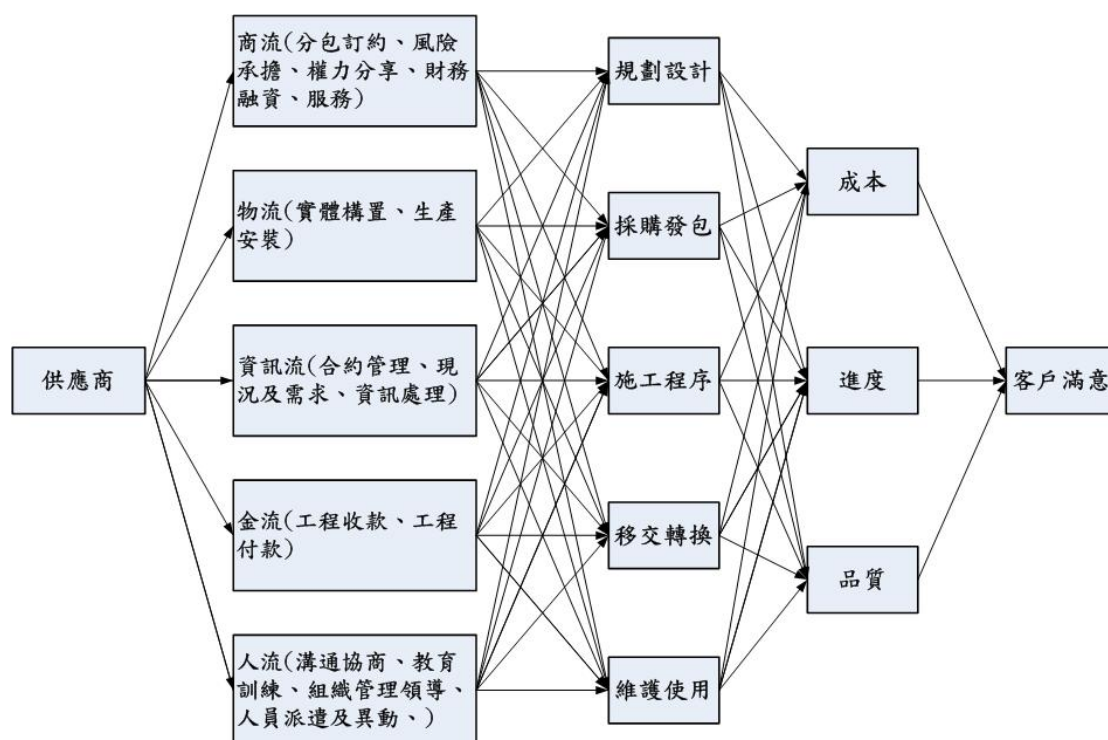 供應商
商流(分包訂約、風險
承擔、權力分享、財務
融資、服務)
物流(實體構置、生產
安裝)
資訊流(合約管理、現
況及需求、資訊處理)
金流(工程收款、工程
付款)
人流(溝通協商、教育
訓練、組織管理領導、
人員派遣及異動、)
規劃設計
採購發包
施工程序
移交轉換
維護使用
成本
進度
品質
客戶滿意